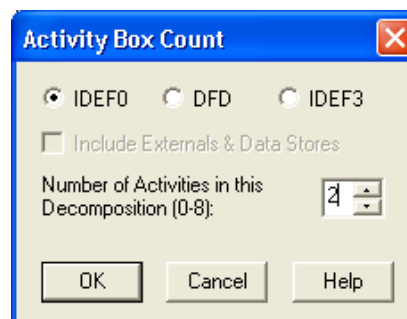 Activity Box Count
IDEF0 DFD IDEF3
Include Externals & Data Stores
Number of Activities in this
Decomposition (0-8):
2
OK Cancel Help